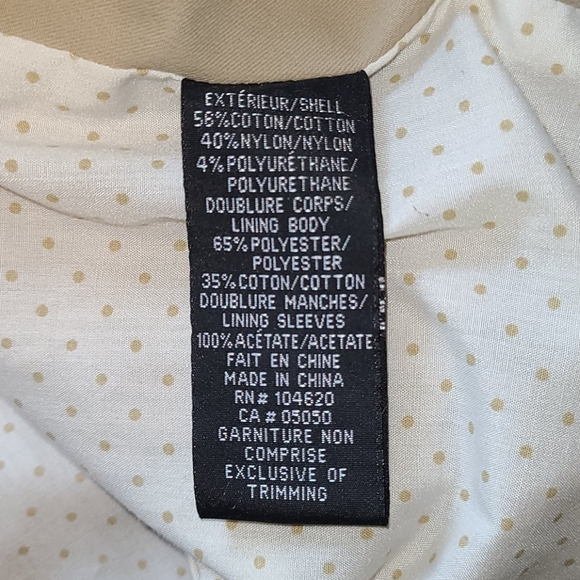 EXTÉRIEUR/SHELL
56%COTON/COTTON
40%NYLON/NYLON
4%POLYURÉTHANE/
POLYURETHANE
DOUBLURE CORPS/
LINING BODY
65%POLYESTER/
POLYESTER
35%COTON/COTTON
DOUBLURE MANCHES/
LINING SLEEVES
100%ACÉTATE/ACETATE
FAIT EN CHINE
MADE IN CHINA
RN# 104620
CA # 05050
GARNITURE NON
COMPRISE
EXCLUSIVE OF
TRIMMING